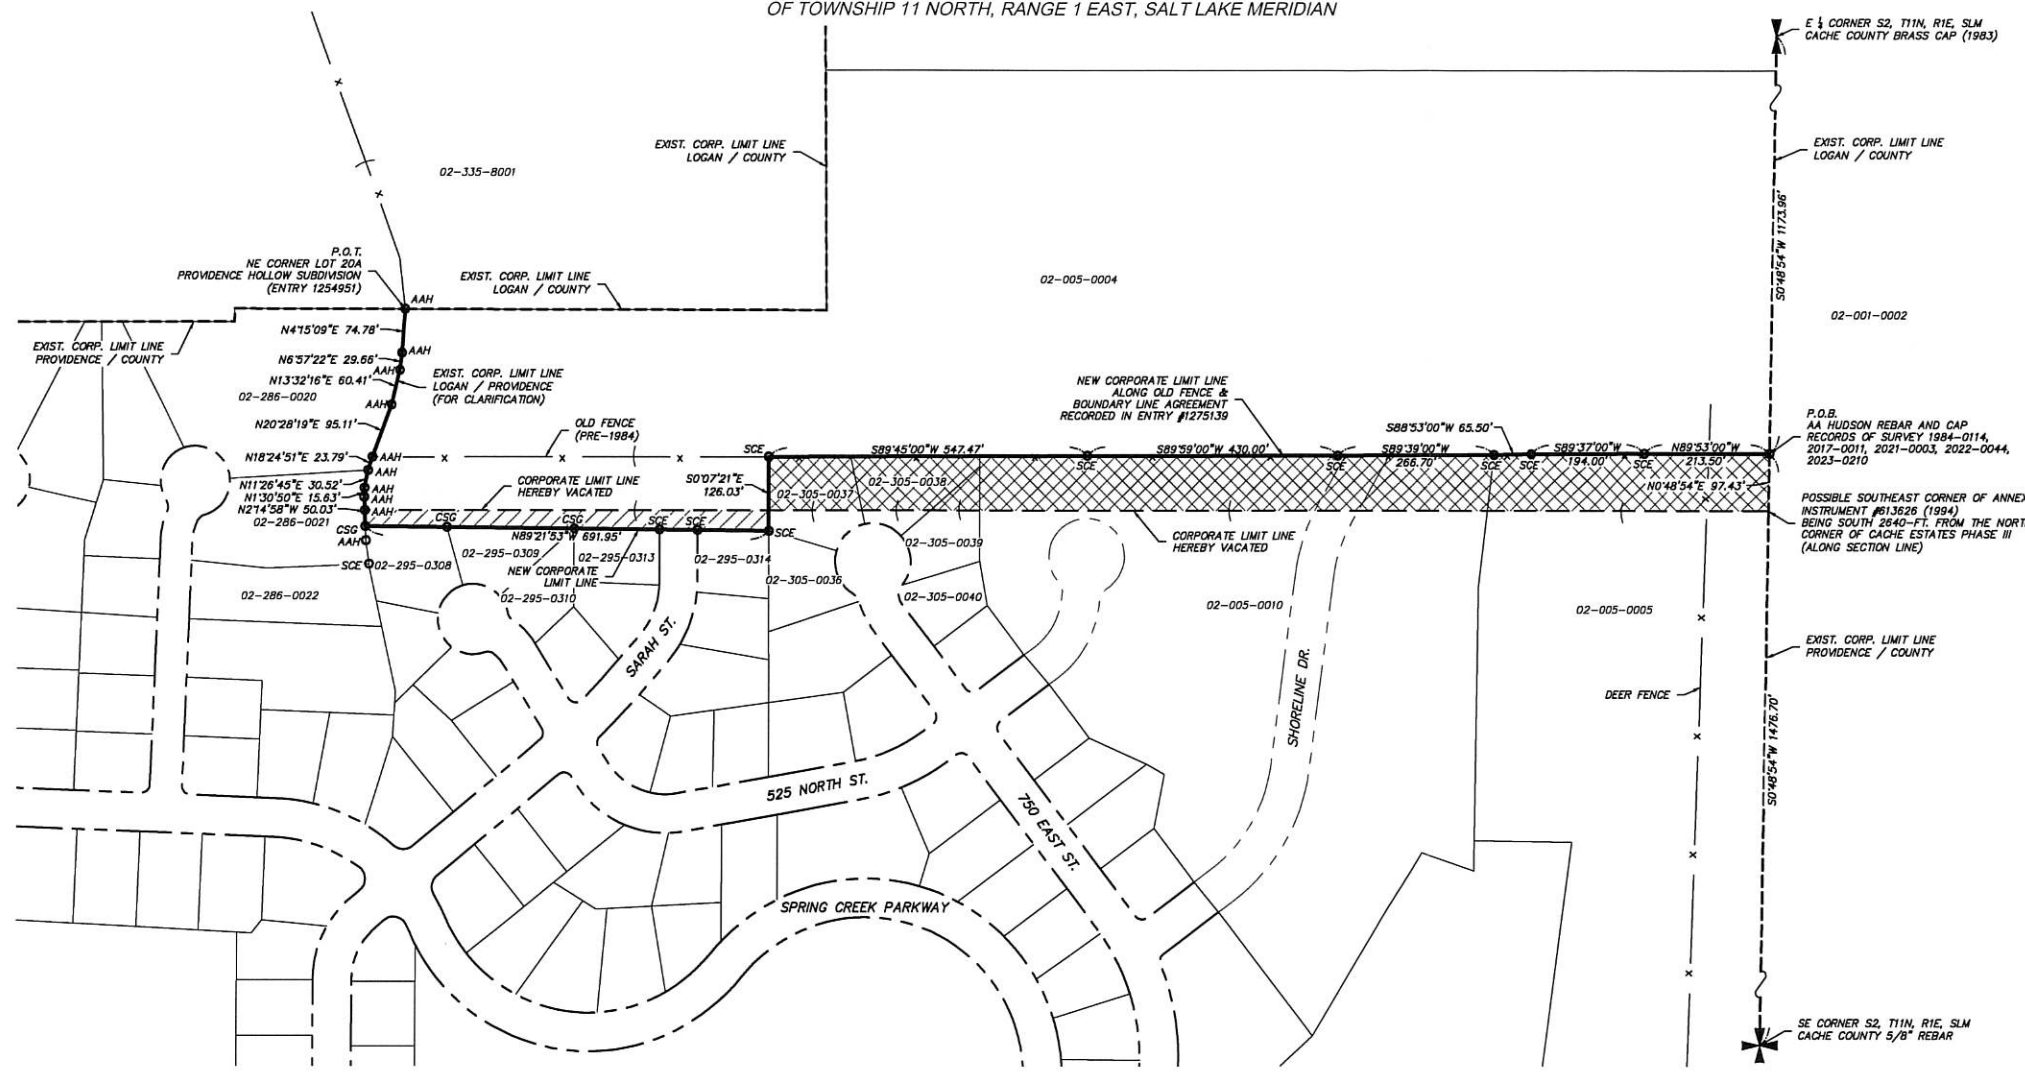 OF TOWNSHIP 11 NORTH, RANGE 1 EAST, SALT LAKE MERIDIAN
E ¼ CORNER S2, T11N, R1E, SLM
CACHE COUNTY BRASS CAP (1983)
EXIST. CORP. LIMIT LINE
LOGAN / COUNTY
EXIST. CORP. LIMIT LINE
LOGAN / COUNTY
02-335-8001
S0°48'54"W 1173.96'
P.O.T.
NE CORNER LOT 20A
PROVIDENCE HOLLOW SUBDIVISION
(ENTRY 1254951)
AAH
EXIST. CORP. LIMIT LINE
LOGAN / COUNTY
02-005-0004
02-001-0002
EXIST. CORP. LIMIT LINE
PROVIDENCE / COUNTY
N4°15'09"E 74.78'
AAH
N6°57'22"E 29.66'
AAH
N13°32'16"E 60.41'
EXIST. CORP. LIMIT LINE
LOGAN / PROVIDENCE
(FOR CLARIFICATION)
02-286-0020
AAH
N20°28'19"E 95.11'
OLD FENCE
(PRE-1984)
NEW CORPORATE LIMIT LINE
ALONG OLD FENCE &
BOUNDARY LINE AGREEMENT
RECORDED IN ENTRY #1275139
S88°53'00"W 65.50'
P.O.B.
AA HUDSON REBAR AND CAP
RECORDS OF SURVEY 1984-0114,
2017-0011, 2021-0003, 2022-0044,
2023-0210
SCE
S89°45'00"W 547.47'
SCE
S89°59'00"W 430.00'
SCE
S89°39'00"W
266.70'
SCE
SCE
S89°37'00"W
194.00'
SCE
N89°53'00"W
213.50'
N18°24'51"E 23.79'
AAH
AAH
N11°26'45"E 30.52'
AAH
N1°30'50"E 15.63'
AAH
N2°14'58"W 50.03'
AAH
CORPORATE LIMIT LINE
HEREBY VACATED
S0°07'21"E
126.03'
02-305-0037
02-305-0038
N0°48'54"E 97.43'
POSSIBLE SOUTHEAST CORNER OF ANNEX
INSTRUMENT #613626 (1994)
BEING SOUTH 2640-FT. FROM THE NORT
CORNER OF CACHE ESTATES PHASE III
(ALONG SECTION LINE)
02-286-0021
CSG
CSG
CSG
SCE
SCE
SCE
AAH
N89°21'53"W 691.95'
CORPORATE LIMIT LINE
HEREBY VACATED
02-305-0039
02-295-0309
02-295-0313
02-295-0314
SCE
02-295-0308
NEW CORPORATE
LIMIT LINE
02-305-0036
02-286-0022
02-295-0310
02-305-0040
02-005-0010
02-005-0005
SARAH ST.
EXIST. CORP. LIMIT LINE
PROVIDENCE / COUNTY
DEER FENCE
SHORELINE DR.
S0°48'54"W 1476.70'
525 NORTH ST.
750 EAST ST.
SPRING CREEK PARKWAY
SE CORNER S2, T11N, R1E, SLM
CACHE COUNTY 5/8" REBAR